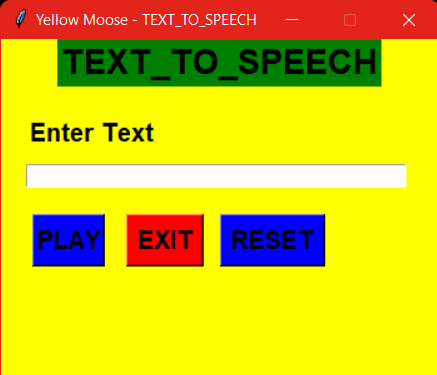 Yellow Moose - TEXT_TO_SPEECH
TEXT_TO_SPEECH
Enter Text
PLAY EXIT RESET